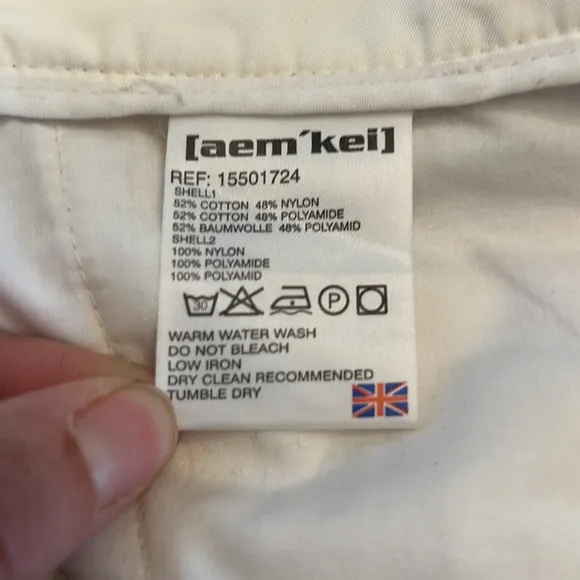 [aem´kei]
REF: 15501724
SHELL1
52% COTTON 48% NYLON
52% COTTON 48% POLYAMIDE
52% BAUMWOLLE 48% POLYAMID
SHELL2
100% NYLON
100% POLYAMIDE
100% POLYAMID
30 P
WARM WATER WASH
DO NOT BLEACH
LOW IRON
DRY CLEAN RECOMMENDED
TUMBLE DRY